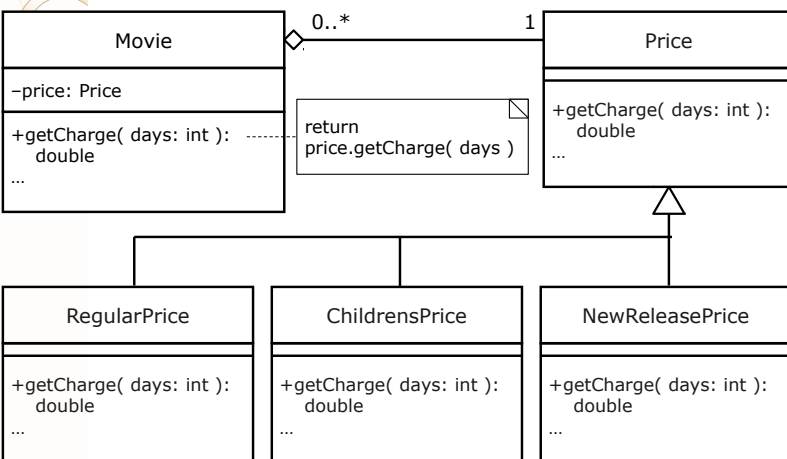 Movie
0..*
1
Price
–price: Price
+getCharge( days: int ):
double
…
return
price.getCharge( days )
+getCharge( days: int ):
double
…
RegularPrice
ChildrensPrice
NewReleasePrice
+getCharge( days: int ):
double
…
+getCharge( days: int ):
double
…
+getCharge( days: int ):
double
…